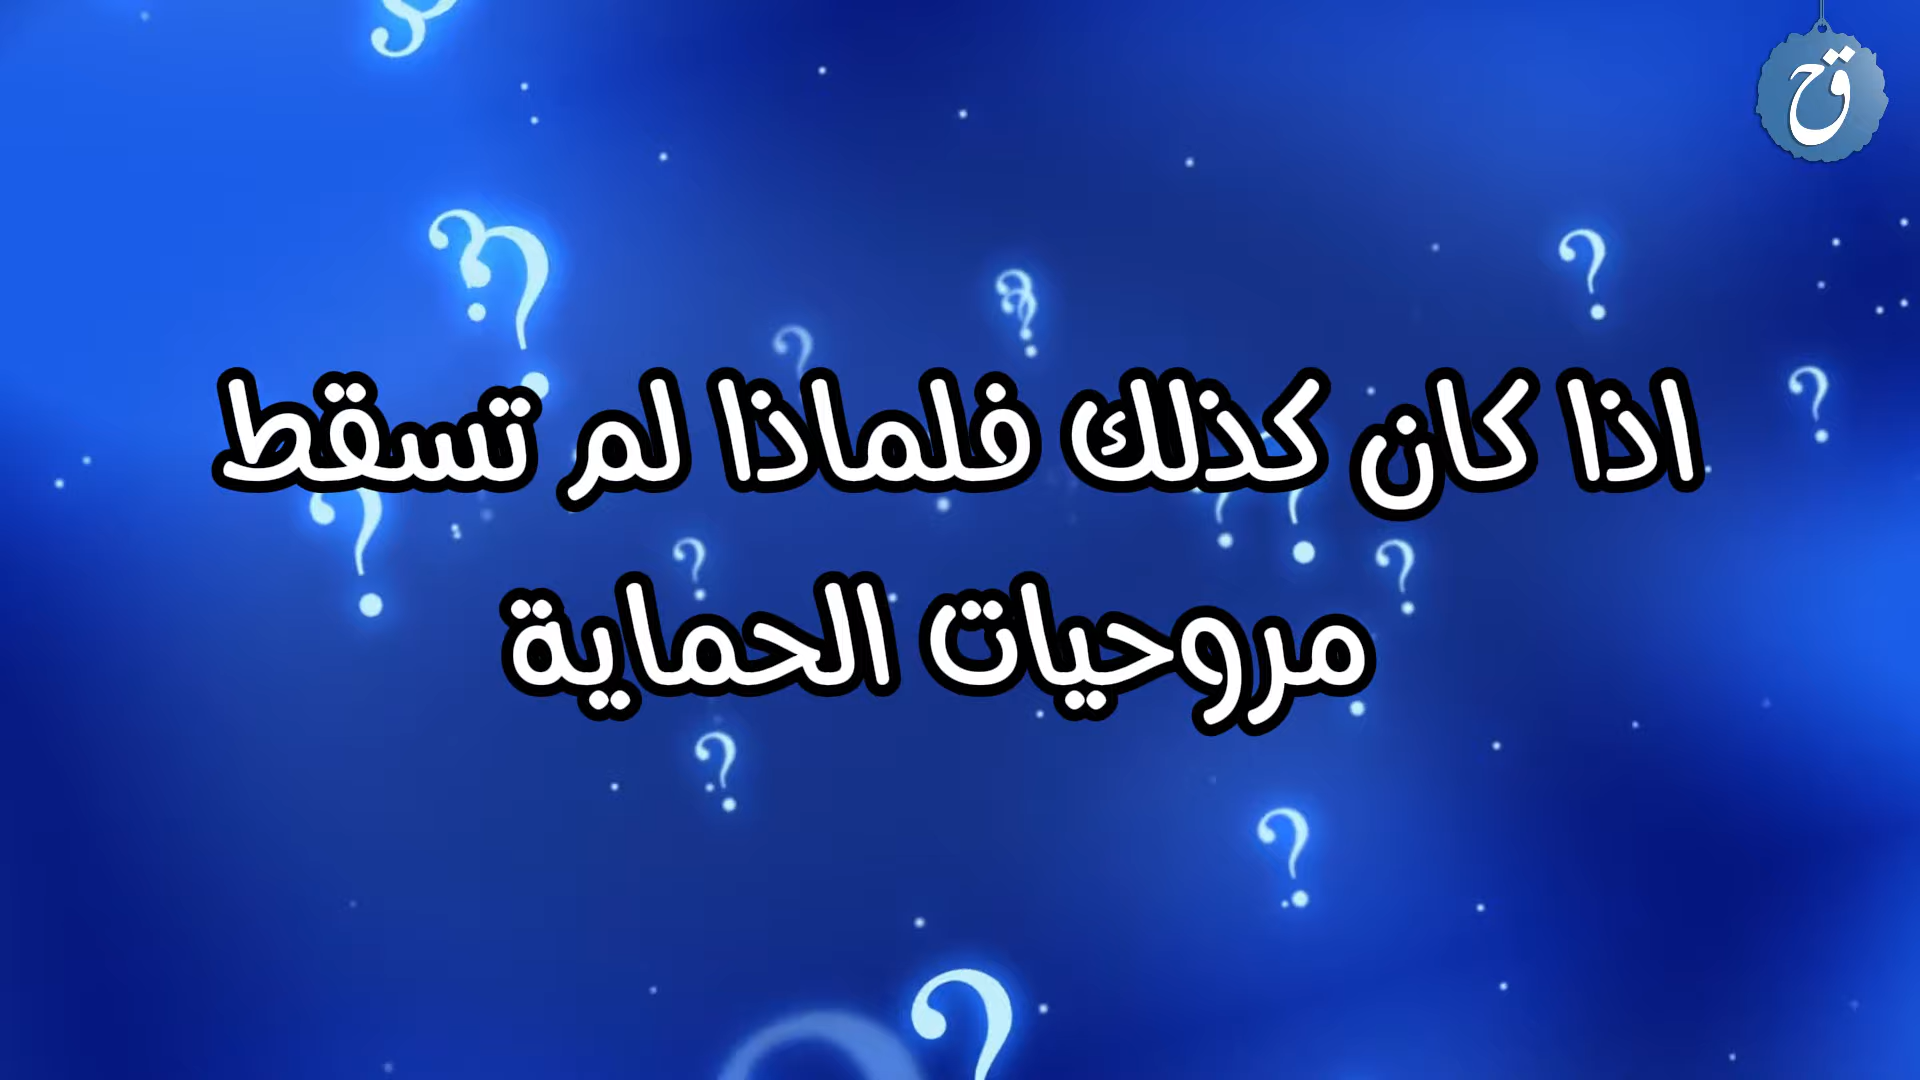 اذا كان كذلك فلماذا لم تسقط
مروحيات الحماية